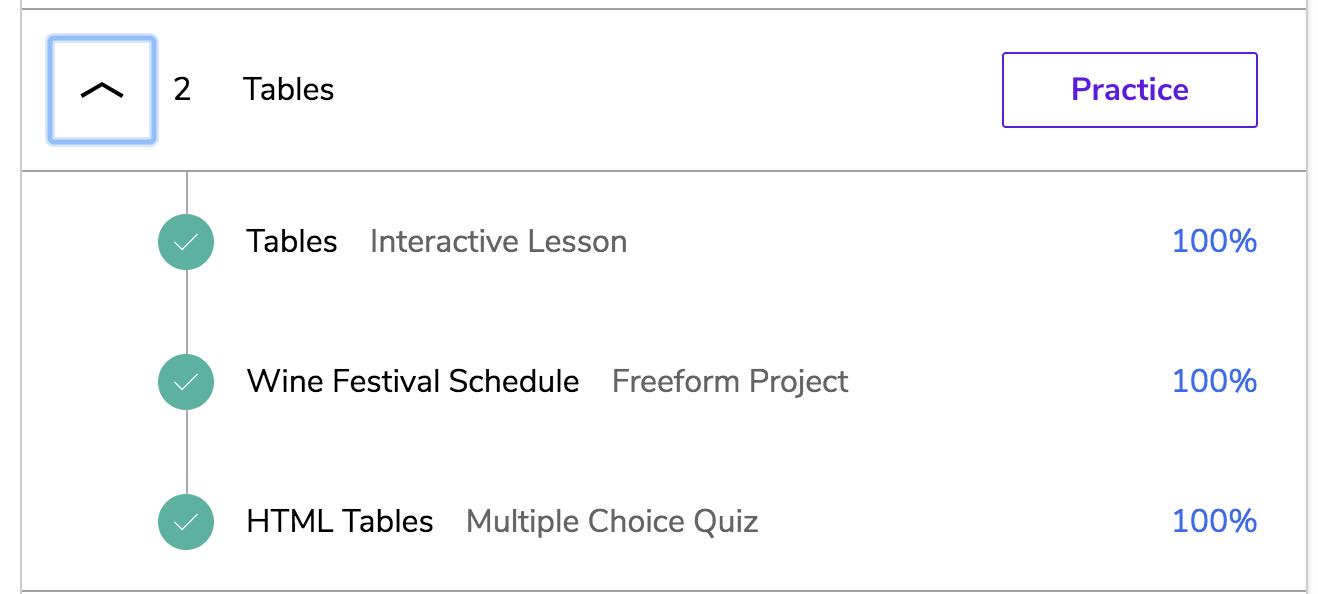 2 Tables Practice
Tables Interactive Lesson 100%
Wine Festival Schedule Freeform Project 100%
HTML Tables Multiple Choice Quiz 100%